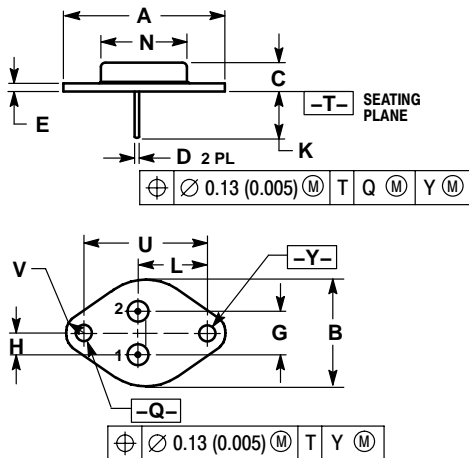 A
N
C
E
–T– SEATING
PLANE
K
D 2 PL
⌖ ∅ 0.13 (0.005) Ⓜ T Q Ⓜ Y Ⓜ
U
V
L
–Y–
2
G
B
H
1
–Q–
⌖ ∅ 0.13 (0.005) Ⓜ T Y Ⓜ